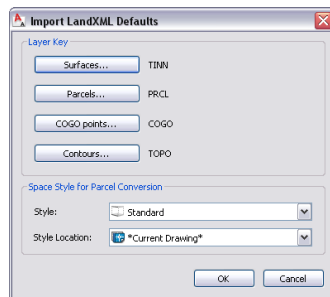 Import LandXML Defaults
Layer Key
Surfaces... TINN
Parcels... PRCL
COGO points... COGO
Contours... TOPO
Space Style for Parcel Conversion
Style: Standard
Style Location: *Current Drawing*
OK Cancel